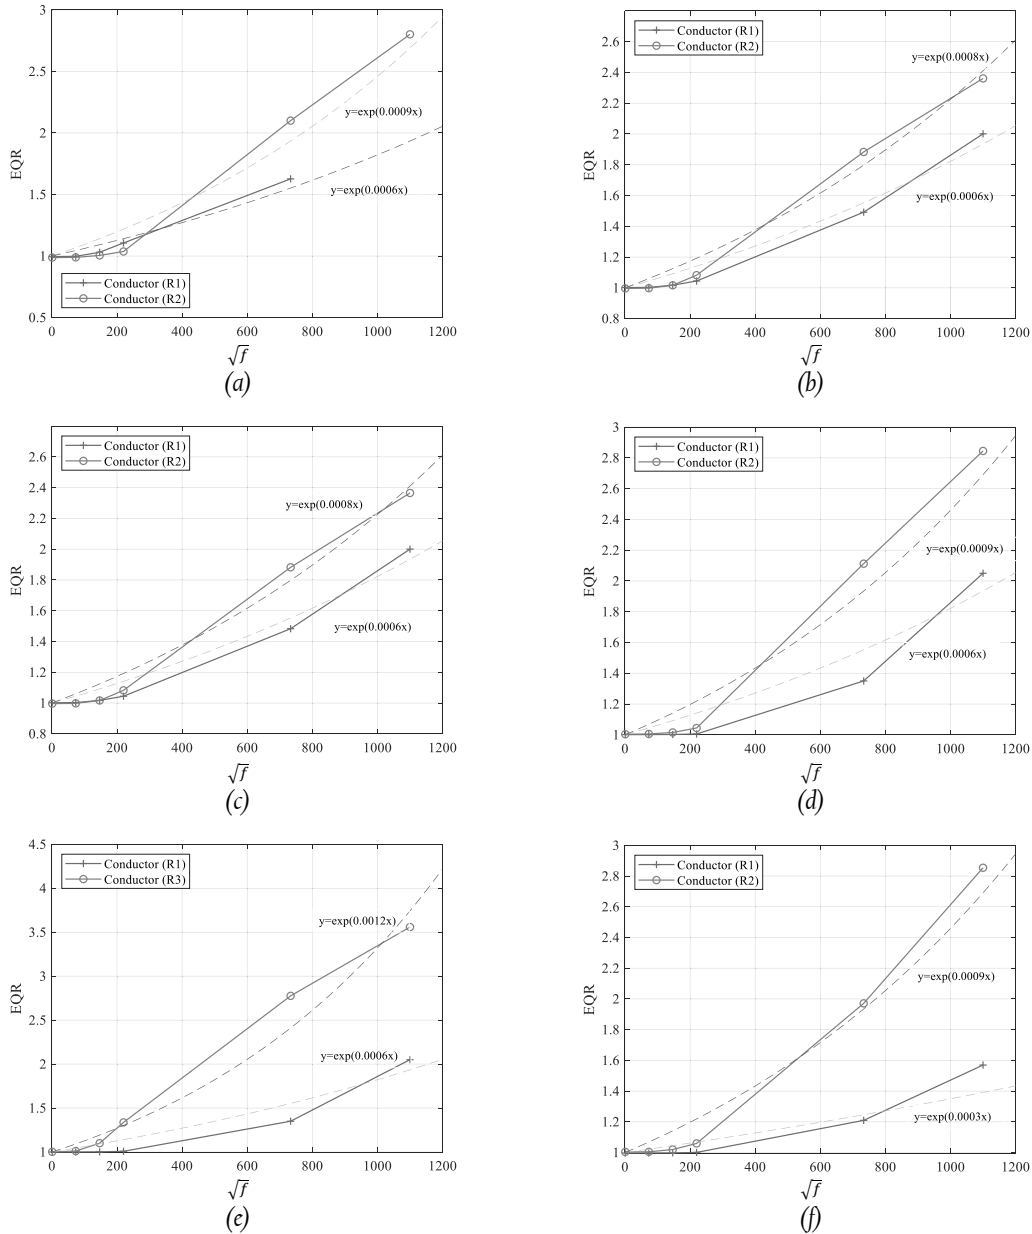 3
2.5
2
1.5
1
0.5
EQR
y=exp(0.0009x)
y=exp(0.0006x)
Conductor (R1)
Conductor (R2)
0 200 400 600 800 1000 1200
√f
(a)
2.6
2.4
2.2
2
1.8
1.6
1.4
1.2
1
0.8
EQR
Conductor (R1)
Conductor (R2)
y=exp(0.0008x)
y=exp(0.0006x)
0 200 400 600 800 1000 1200
√f
(b)
2.6
2.4
2.2
2
1.8
1.6
1.4
1.2
1
0.8
EQR
Conductor (R1)
Conductor (R2)
y=exp(0.0008x)
y=exp(0.0006x)
0 200 400 600 800 1000 1200
√f
(c)
3
2.8
2.6
2.4
2.2
2
1.8
1.6
1.4
1.2
1
EQR
Conductor (R1)
Conductor (R2)
y=exp(0.0009x)
y=exp(0.0006x)
0 200 400 600 800 1000 1200
√f
(d)
4.5
4
3.5
3
2.5
2
1.5
1
EQR
Conductor (R1)
Conductor (R3)
y=exp(0.0012x)
y=exp(0.0006x)
0 200 400 600 800 1000 1200
√f
(e)
3
2.8
2.6
2.4
2.2
2
1.8
1.6
1.4
1.2
1
EQR
Conductor (R1)
Conductor (R2)
y=exp(0.0009x)
y=exp(0.0003x)
0 200 400 600 800 1000 1200
√f
(f)